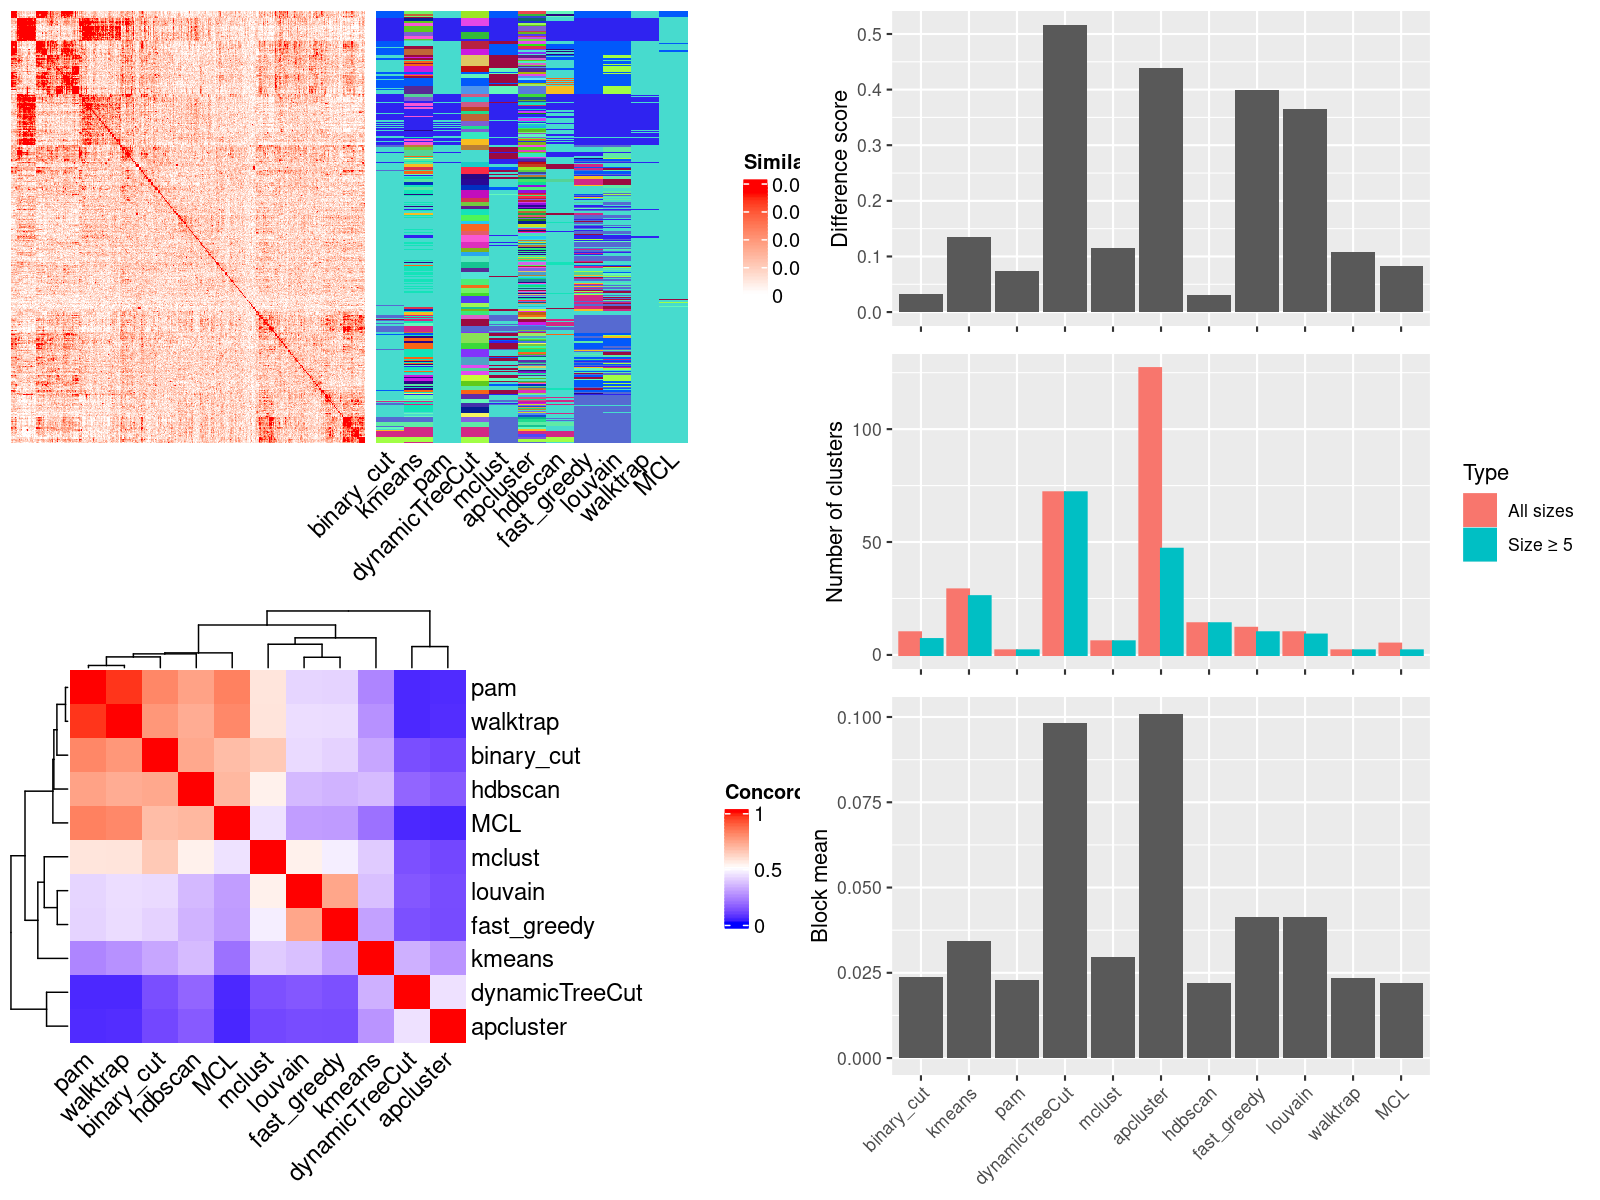 Simila
0.0
0.0
0.0
0.0
0
binary_cut
kmeans
pam
dynamicTreeCut
mclust
apcluster
hdbscan
fast_greedy
louvain
walktrap
MCL
pam
walktrap
binary_cut
hdbscan
MCL
mclust
louvain
fast_greedy
kmeans
dynamicTreeCut
apcluster
pam
walktrap
binary_cut
hdbscan
MCL
mclust
louvain
fast_greedy
kmeans
dynamicTreeCut
apcluster
Concord
1
0.5
0
Difference score
0.5
0.4
0.3
0.2
0.1
0.0
Number of clusters
100
50
0
Type
All sizes
Size ≥ 5
Block mean
0.100
0.075
0.050
0.025
0.000
binary_cut
kmeans
pam
dynamicTreeCut
mclust
apcluster
hdbscan
fast_greedy
louvain
walktrap
MCL